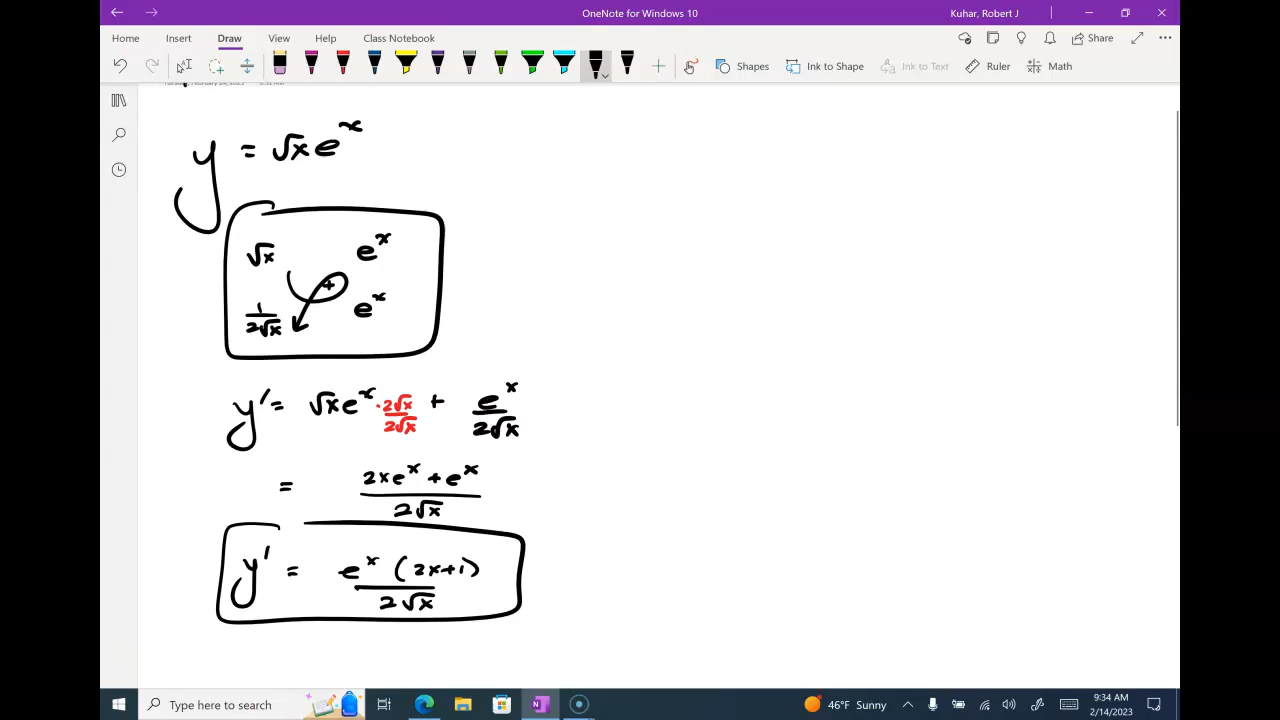 OneNote for Windows 10
Kuhar, Robert J
Home Insert Draw View Help Class Notebook
Share
Shapes Ink to Shape Ink to Text Ruler Math
y = √x e^x
√x e^x
+
1/(2√x) e^x
y' = √x e^x · 2√x/2√x + e^x/2√x
= (2xe^x + e^x)/2√x
y' = e^x (2x+1)/2√x
Type here to search
46°F Sunny
9:34 AM
2/14/2023